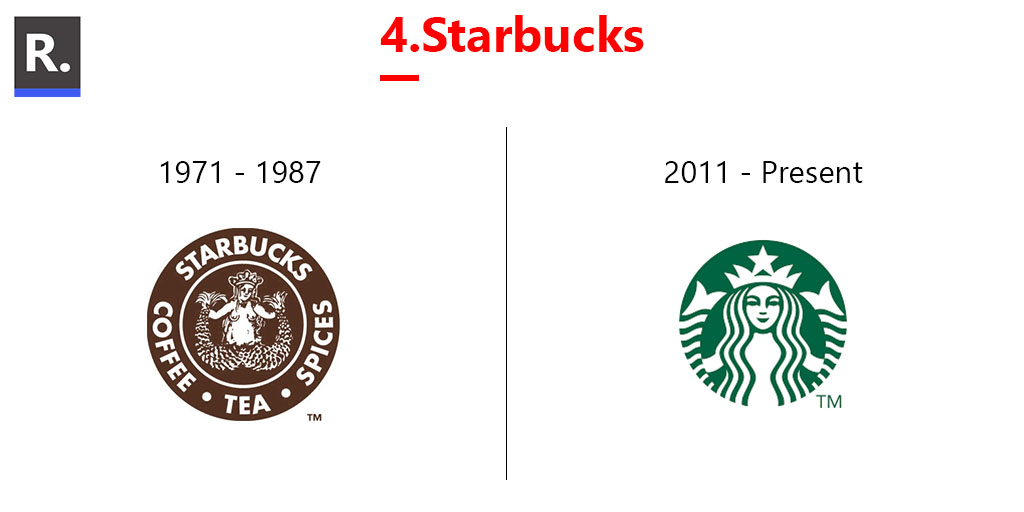 R.
4.Starbucks
1971 - 1987
2011 - Present
STARBUCKS
COFFEE • TEA • SPICES
TM
TM